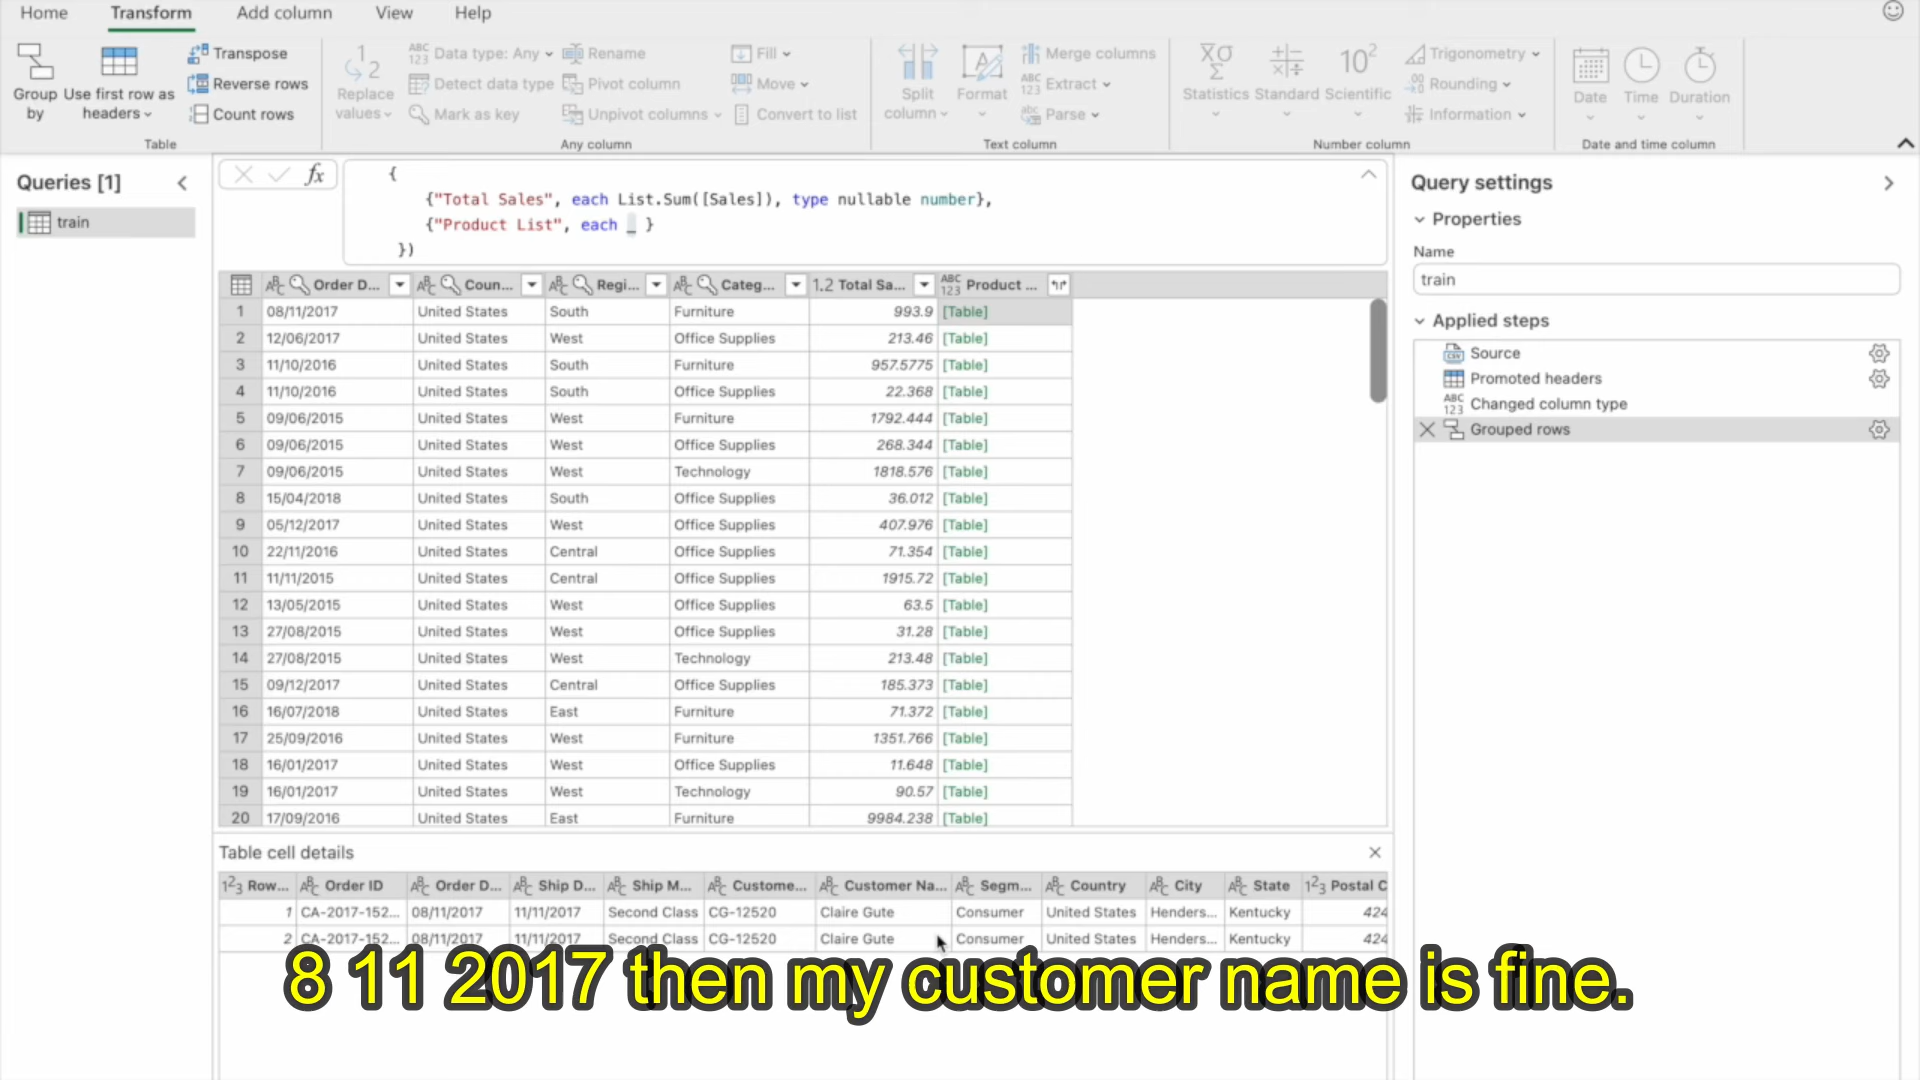 Home Transform Add column View Help
Group by
Use first row as headers
Transpose
Reverse rows
Count rows
Table
Replace values
Data type: Any
Detect data type
Mark as key
Rename
Pivot column
Unpivot columns
Fill
Move
Convert to list
Any column
Split column
Format
Merge columns
Extract
Parse
Text column
Statistics
Standard
Scientific
Trigonometry
Rounding
Information
Number column
Date
Time
Duration
Date and time column
Queries [1]
train
fx
{
{"Total Sales", each List.Sum([Sales]), type nullable number},
{"Product List", each _ }
})
Order D... Coun... Regi... Categ... 1.2 Total Sa... ABC 123 Product ...
1 08/11/2017 United States South Furniture 993.9 [Table]
2 12/06/2017 United States West Office Supplies 213.46 [Table]
3 11/10/2016 United States South Furniture 957.5775 [Table]
4 11/10/2016 United States South Office Supplies 22.368 [Table]
5 09/06/2015 United States West Furniture 1792.444 [Table]
6 09/06/2015 United States West Office Supplies 268.344 [Table]
7 09/06/2015 United States West Technology 1818.576 [Table]
8 15/04/2018 United States South Office Supplies 36.012 [Table]
9 05/12/2017 United States West Office Supplies 407.976 [Table]
10 22/11/2016 United States Central Office Supplies 71.354 [Table]
11 11/11/2015 United States Central Office Supplies 1915.72 [Table]
12 13/05/2015 United States West Office Supplies 63.5 [Table]
13 27/08/2015 United States West Office Supplies 31.28 [Table]
14 27/08/2015 United States West Technology 213.48 [Table]
15 09/12/2017 United States Central Office Supplies 185.373 [Table]
16 16/07/2018 United States East Furniture 71.372 [Table]
17 25/09/2016 United States West Furniture 1351.766 [Table]
18 16/01/2017 United States West Office Supplies 11.648 [Table]
19 16/01/2017 United States West Technology 90.57 [Table]
20 17/09/2016 United States East Furniture 9984.238 [Table]
Query settings
Properties
Name
train
Applied steps
Source
Promoted headers
Changed column type
Grouped rows
Table cell details
Row... Order ID Order D... Ship D... Ship M... Custome... Customer Na... Segm... Country City State Postal C
1 CA-2017-152... 08/11/2017 11/11/2017 Second Class CG-12520 Claire Gute Consumer United States Henders... Kentucky 424
2 CA-2017-152... 08/11/2017 11/11/2017 Second Class CG-12520 Claire Gute Consumer United States Henders... Kentucky 424
8 11 2017 then my customer name is fine.